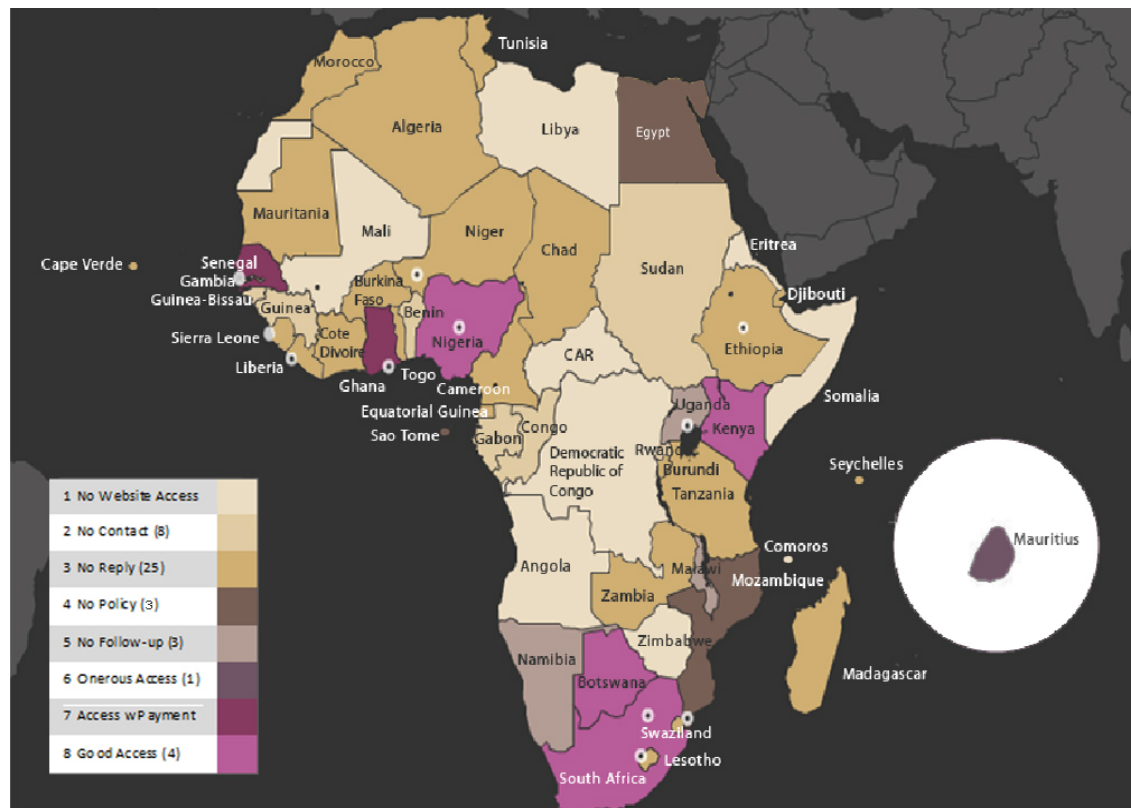 Tunisia
Morocco
Algeria
Libya
Egypt
Mauritania
Mali
Niger
Chad
Sudan
Eritrea
Cape Verde
Senegal
Gambia
Guinea-Bissau
Burkina
Faso
Djibouti
Guinea
Benin
Nigeria
Ethiopia
Sierra Leone
Cote
Divoire
CAR
Liberia
Ghana
Togo
Cameroon
Somalia
Equatorial Guinea
Sao Tome
Gabon
Congo
Uganda
Kenya
Democratic
Republic of
Congo
Burundi
Tanzania
Seychelles
Mauritius
Comoros
Angola
Malawi
Mozambique
Zambia
Zimbabwe
Namibia
Botswana
Madagascar
Swaziland
Lesotho
South Africa
1 No Website Access
2 No Contact (8)
3 No Reply (25)
4 No Policy (3)
5 No Follow-up (3)
6 Onerous Access (1)
7 Access wPayment
8 Good Access (4)